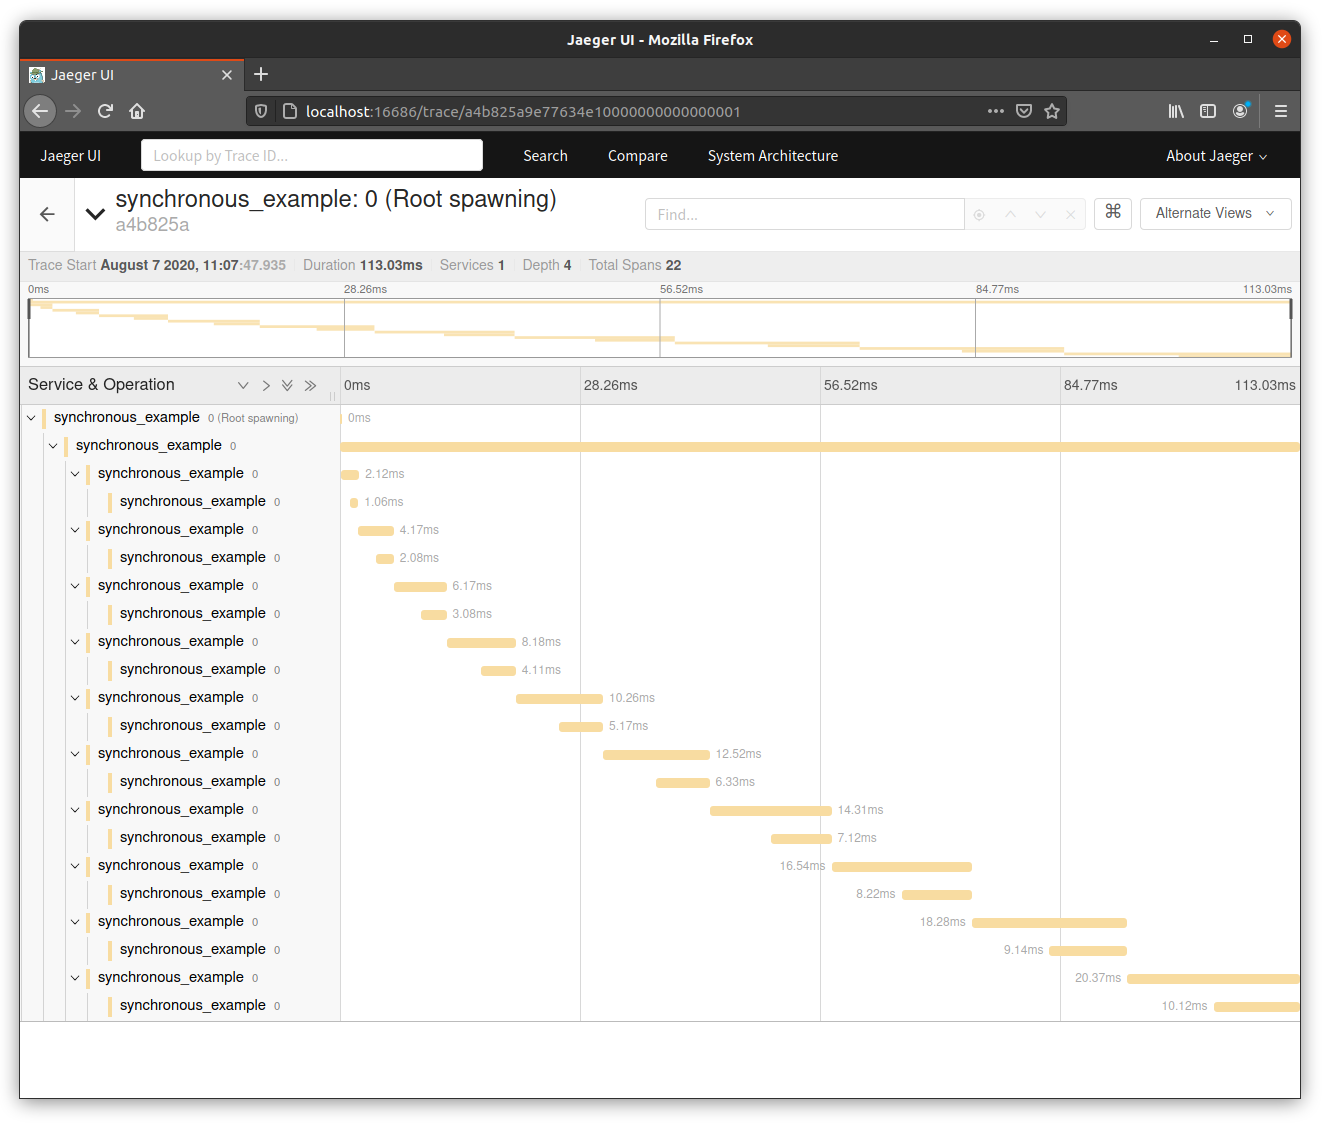 Jaeger UI - Mozilla Firefox
Jaeger UI
localhost:16686/trace/a4b825a9e77634e10000000000000001
Jaeger UI Lookup by Trace ID... Search Compare System Architecture About Jaeger
synchronous_example: 0 (Root spawning)
a4b825a
Find... ⌘ Alternate Views
Trace Start August 7 2020, 11:07:47.935 Duration 113.03ms Services 1 Depth 4 Total Spans 22
0ms 28.26ms 56.52ms 84.77ms 113.03ms
Service & Operation 0ms 28.26ms 56.52ms 84.77ms 113.03ms
synchronous_example 0 (Root spawning) 0ms
synchronous_example 0
synchronous_example 0 2.12ms
synchronous_example 0 1.06ms
synchronous_example 0 4.17ms
synchronous_example 0 2.08ms
synchronous_example 0 6.17ms
synchronous_example 0 3.08ms
synchronous_example 0 8.18ms
synchronous_example 0 4.11ms
synchronous_example 0 10.26ms
synchronous_example 0 5.17ms
synchronous_example 0 12.52ms
synchronous_example 0 6.33ms
synchronous_example 0 14.31ms
synchronous_example 0 7.12ms
synchronous_example 0 16.54ms
synchronous_example 0 8.22ms
synchronous_example 0 18.28ms
synchronous_example 0 9.14ms
synchronous_example 0 20.37ms
synchronous_example 0 10.12ms